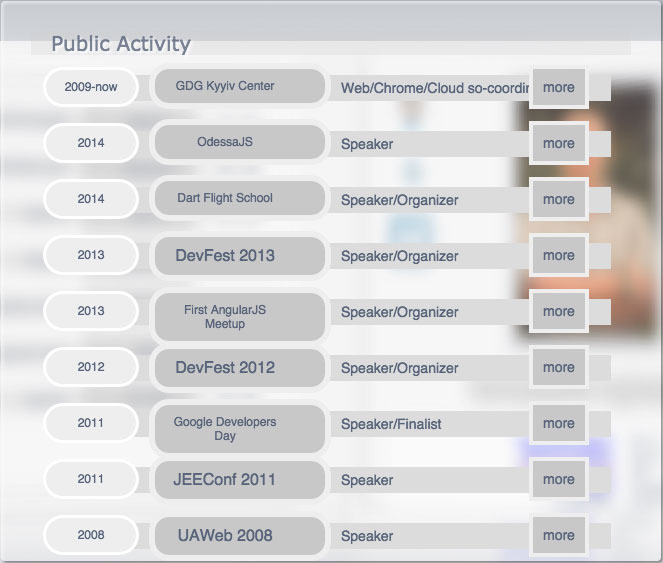 Public Activity
2009-now GDG Kyyiv Center Web/Chrome/Cloud so-coordin more
2014 OdessaJS Speaker more
2014 Dart Flight School Speaker/Organizer more
2013 DevFest 2013 Speaker/Organizer more
2013 First AngularJS Meetup Speaker/Organizer more
2012 DevFest 2012 Speaker/Organizer more
2011 Google Developers Day Speaker/Finalist more
2011 JEEConf 2011 Speaker more
2008 UAWeb 2008 Speaker more